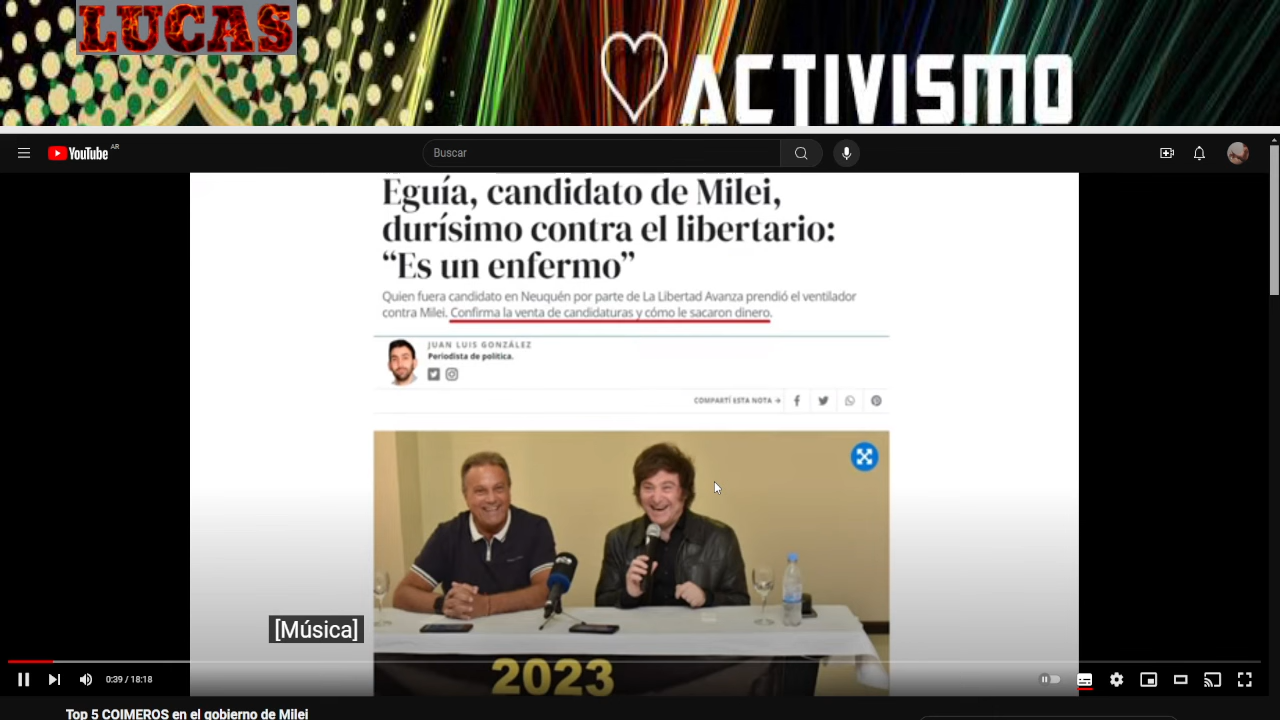 LUCAS
ACTIVISMO
YouTube AR
Buscar
Eguía, candidato de Milei,
durísimo contra el libertario:
“Es un enfermo”
Quien fuera candidato en Neuquén por parte de La Libertad Avanza prendió el ventilador
contra Milei. Confirma la venta de candidaturas y cómo le sacaron dinero.
JUAN LUIS GONZÁLEZ
Periodista de política.
COMPARTÍ ESTA NOTA →
2023
[Música]
0:39 / 18:18
Top 5 COIMEROS en el gobierno de Milei